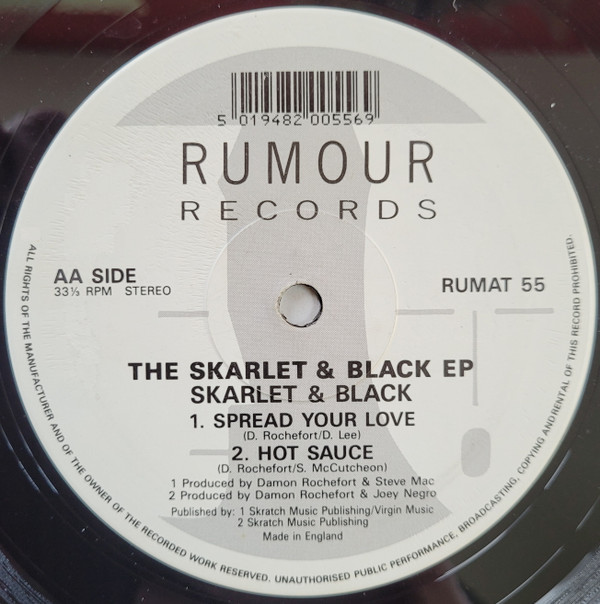 5 019482 005569
RUMOUR
RECORDS
AA SIDE
33⅓ RPM STEREO
RUMAT 55
THE SKARLET & BLACK EP
SKARLET & BLACK
1. SPREAD YOUR LOVE
(D. Rochefort/D. Lee)
2. HOT SAUCE
(D. Rochefort/S. McCutcheon)
1 Produced by Damon Rochefort & Steve Mac
2 Produced by Damon Rochefort & Joey Negro
Published by: 1 Skratch Music Publishing/Virgin Music
2 Skratch Music Publishing
Made in England
ALL RIGHTS OF THE MANUFACTURER AND OF THE OWNER OF THE RECORDED WORK RESERVED. UNAUTHORISED PUBLIC PERFORMANCE, BROADCASTING, COPYING AND RENTAL OF THIS RECORD PROHIBITED.